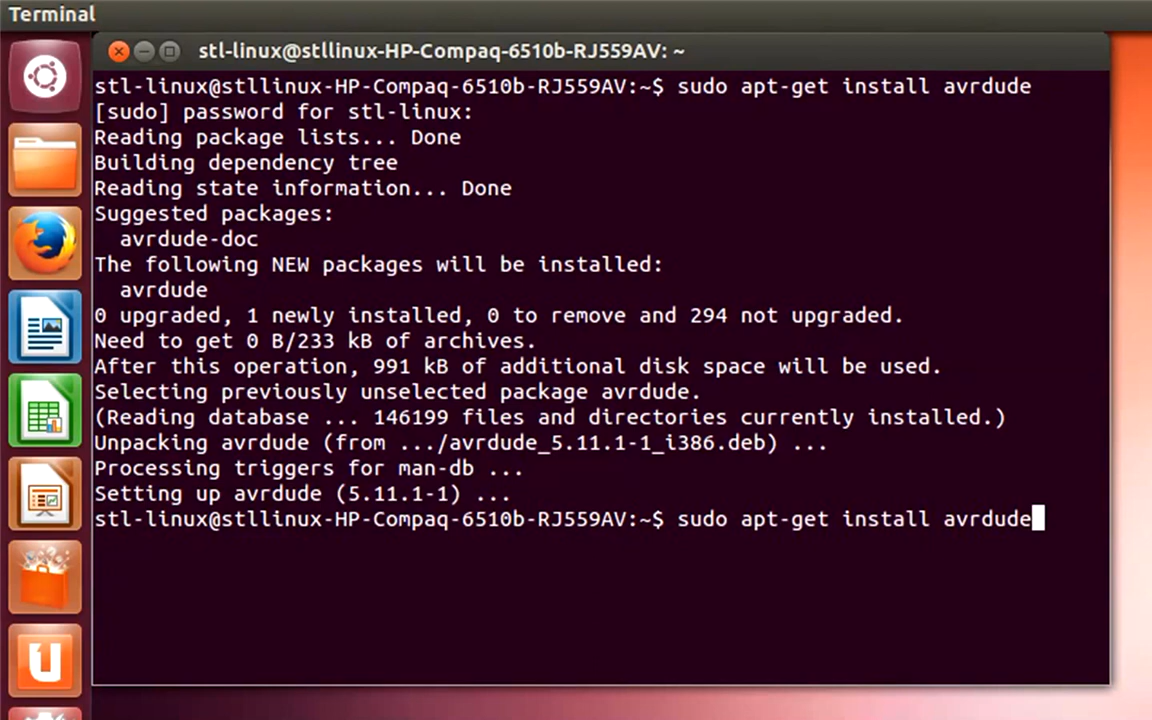 Terminal
stl-linux@stllinux-HP-Compaq-6510b-RJ559AV: ~
stl-linux@stllinux-HP-Compaq-6510b-RJ559AV:~$ sudo apt-get install avrdude
[sudo] password for stl-linux:
Reading package lists... Done
Building dependency tree
Reading state information... Done
Suggested packages:
  avrdude-doc
The following NEW packages will be installed:
  avrdude
0 upgraded, 1 newly installed, 0 to remove and 294 not upgraded.
Need to get 0 B/233 kB of archives.
After this operation, 991 kB of additional disk space will be used.
Selecting previously unselected package avrdude.
(Reading database ... 146199 files and directories currently installed.)
Unpacking avrdude (from .../avrdude_5.11.1-1_i386.deb) ...
Processing triggers for man-db ...
Setting up avrdude (5.11.1-1) ...
stl-linux@stllinux-HP-Compaq-6510b-RJ559AV:~$ sudo apt-get install avrdude